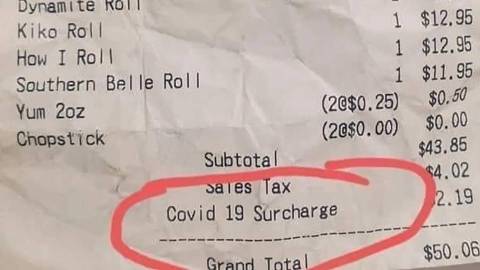 Dynamite Roll
Kiko Roll 1 $12.95
How I Roll 1 $12.95
Southern Belle Roll 1 $11.95
Yum 2oz (2@$0.25) $0.50
Chopstick (2@$0.00) $0.00
Subtotal $43.85
Sales Tax $4.02
Covid 19 Surcharge 2.19
Grand Total $50.06